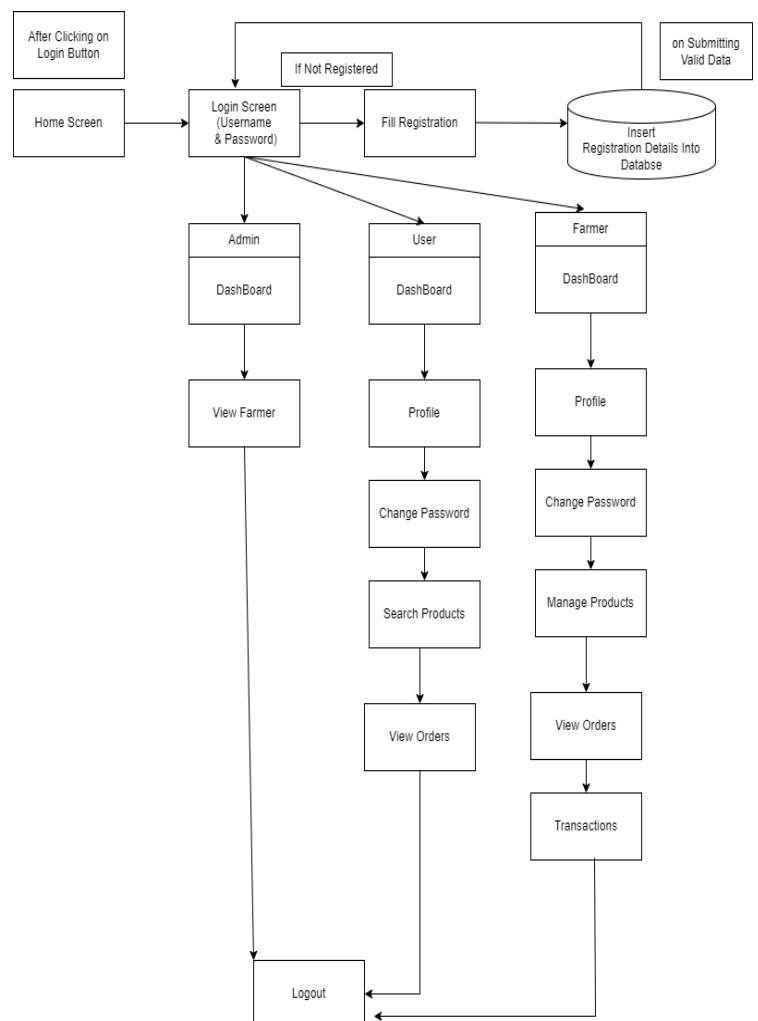 After Clicking on
Login Button
on Submitting
Valid Data
If Not Registered
Home Screen
Login Screen
(Username
& Password)
Fill Registration
Insert
Registration Details Into
Databse
Admin
DashBoard
User
DashBoard
Farmer
DashBoard
View Farmer
Profile
Profile
Change Password
Change Password
Search Products
Manage Products
View Orders
View Orders
Transactions
Logout